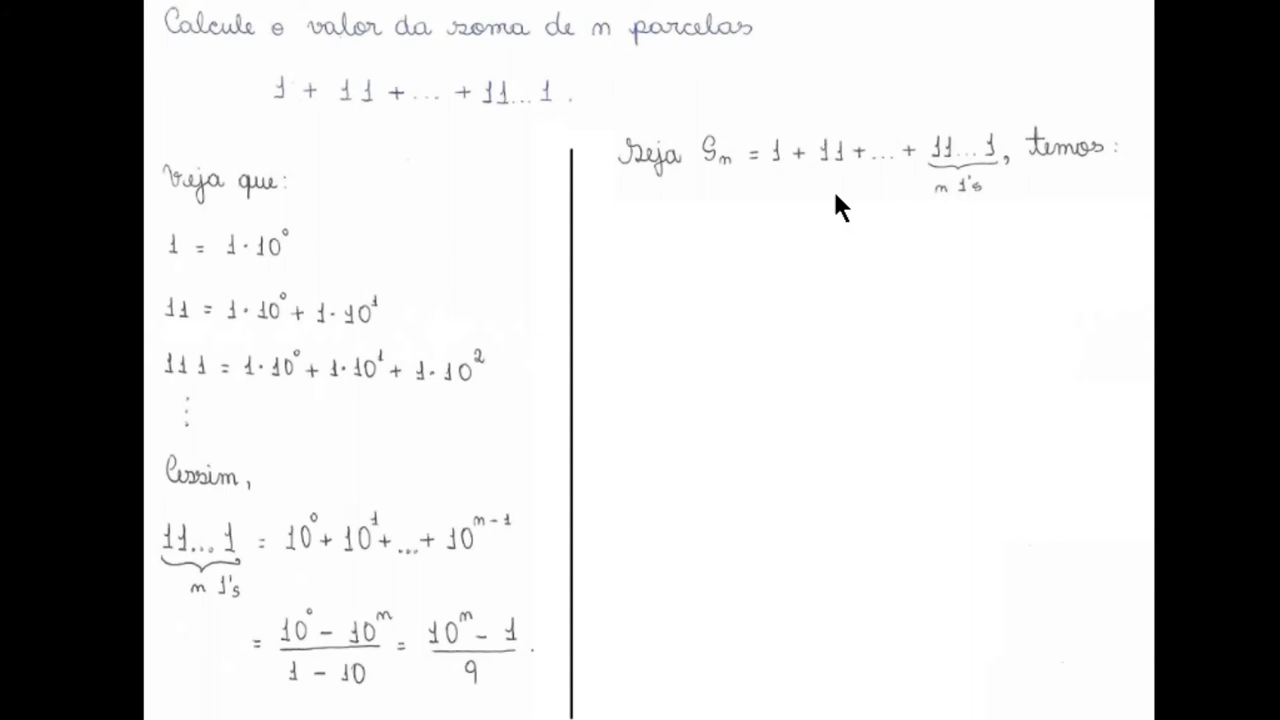 Calcule o valor da soma de n parcelas
1 + 11 + ... + 11...1 .
Veja que:
1 = 1·10⁰
11 = 1·10⁰ + 1·10¹
111 = 1·10⁰ + 1·10¹ + 1·10²
⋮
Assim,
11...1 = 10⁰ + 10¹ + ... + 10ⁿ⁻¹
n 1's
= (10⁰ - 10ⁿ)/(1 - 10) = (10ⁿ - 1)/9 .
Seja Sₙ = 1 + 11 + ... + 11...1, temos:
n 1's